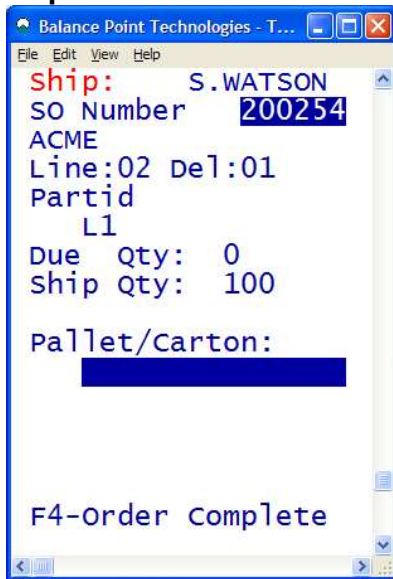 Balance Point Technologies - T...
File Edit View Help
Ship: S.WATSON
SO Number 200254
ACME
Line:02 Del:01
Partid
L1
Due Qty: 0
Ship Qty: 100
Pallet/Carton:
F4-Order Complete